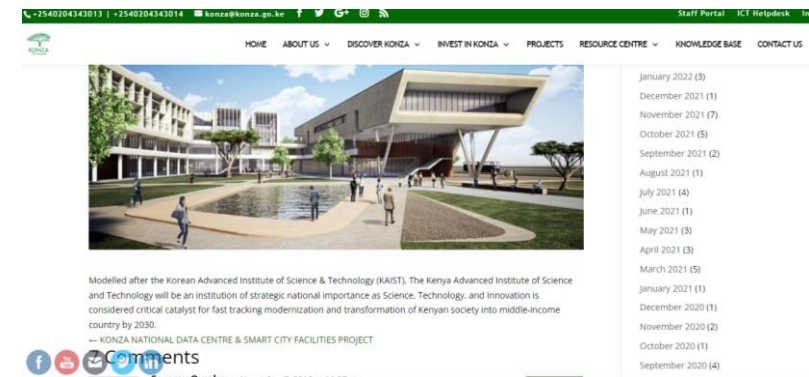 +2540204343013 | +2540204343014 konza@konza.go.ke
Staff Portal ICT Helpdesk
KONZA
HOME ABOUT US DISCOVER KONZA INVEST IN KONZA PROJECTS RESOURCE CENTRE KNOWLEDGE BASE CONTACT US
January 2022 (3)
December 2021 (1)
November 2021 (7)
October 2021 (5)
September 2021 (2)
August 2021 (1)
July 2021 (4)
June 2021 (1)
May 2021 (3)
April 2021 (3)
March 2021 (5)
January 2021 (1)
December 2020 (1)
November 2020 (2)
October 2020 (1)
September 2020 (4)
Modelled after the Korean Advanced Institute of Science & Technology (KAIST), The Kenya Advanced Institute of Science
and Technology will be an institution of strategic national importance as Science, Technology, and Innovation is
considered critical catalyst for fast tracking modernization and transformation of Kenyan society into middle-income
country by 2030.
← KONZA NATIONAL DATA CENTRE & SMART CITY FACILITIES PROJECT
7 Comments